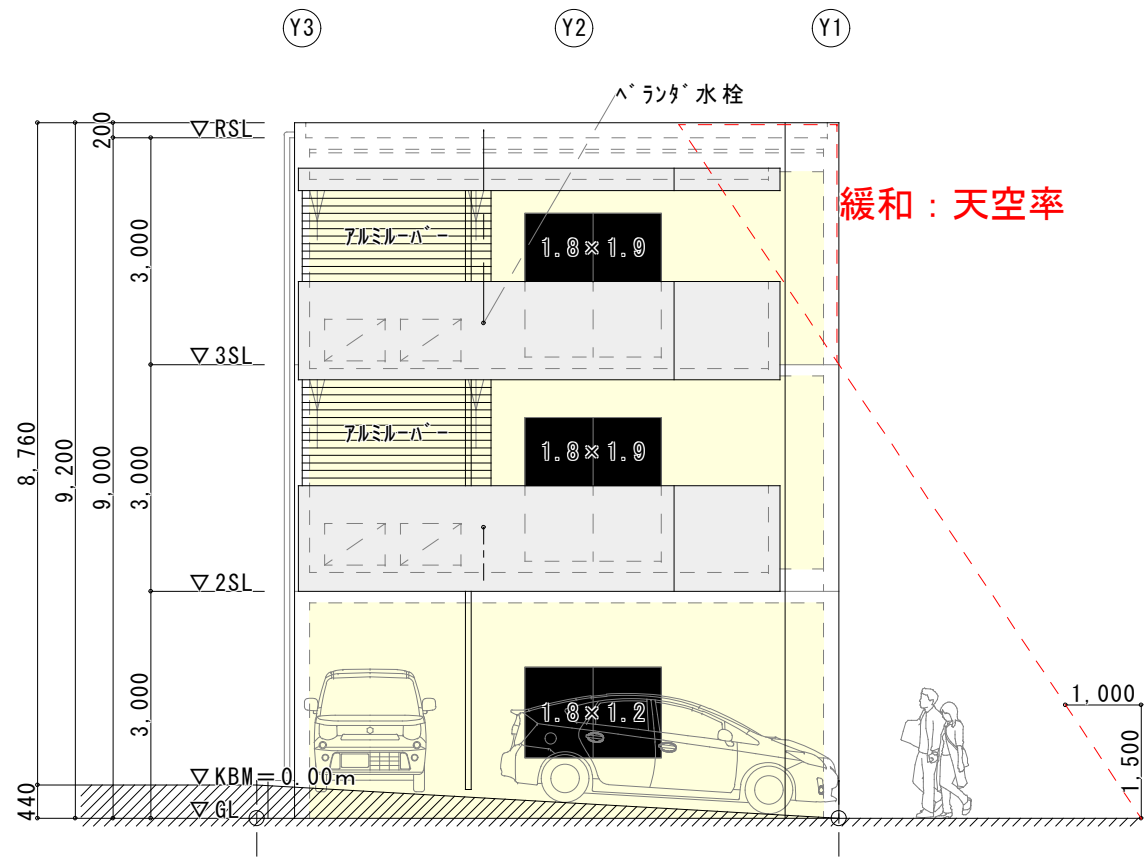 Y3
Y2
Y1
ベランダ水栓
200
▽RSL
緩和：天空率
3,000
アルミルーバー
1.8×1.9
▽3SL
8,760
9,200
9,000
3,000
アルミルーバー
1.8×1.9
▽2SL
3,000
1.8×1.2
1,000
1,500
▽KBM＝0.00m
440
▽GL